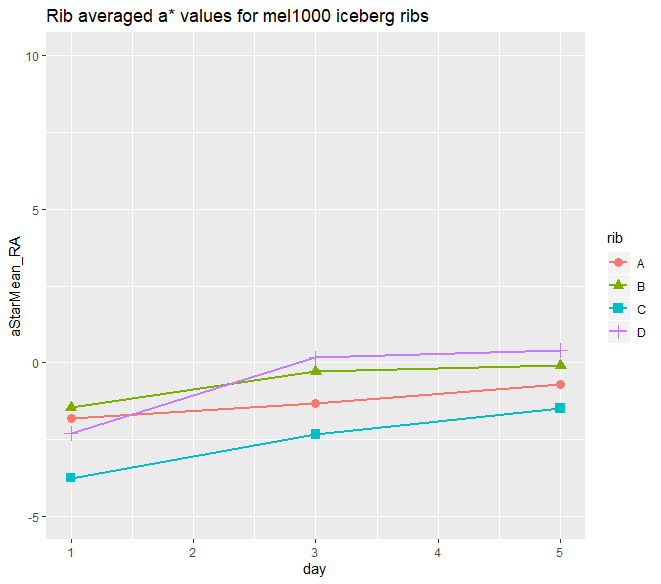 Rib averaged a* values for mel1000 iceberg ribs
10
5
0
-5
aStarMean_RA
1 2 3 4 5
day
rib
A
B
C
D